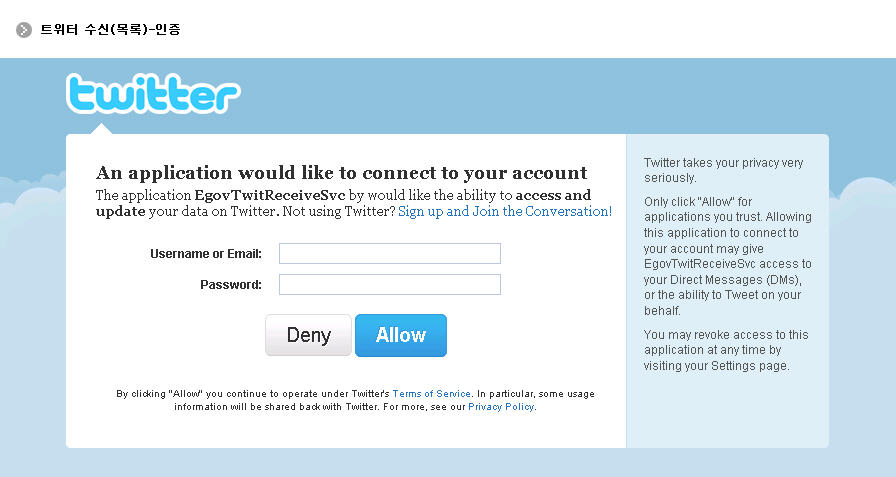 트위터 수신(목록)-인증
twitter
An application would like to connect to your account
The application EgovTwitReceiveSvc by would like the ability to access and
update your data on Twitter. Not using Twitter? Sign up and Join the Conversation!
Username or Email:
Password:
Deny Allow
By clicking "Allow" you continue to operate under Twitter's Terms of Service. In particular, some usage
information will be shared back with Twitter. For more, see our Privacy Policy.
Twitter takes your privacy very
seriously.
Only click "Allow" for
applications you trust. Allowing
this application to connect to
your account may give
EgovTwitReceiveSvc access to
your Direct Messages (DMs),
or the ability to Tweet on your
behalf.
You may revoke access to this
application at any time by
visiting your Settings page.